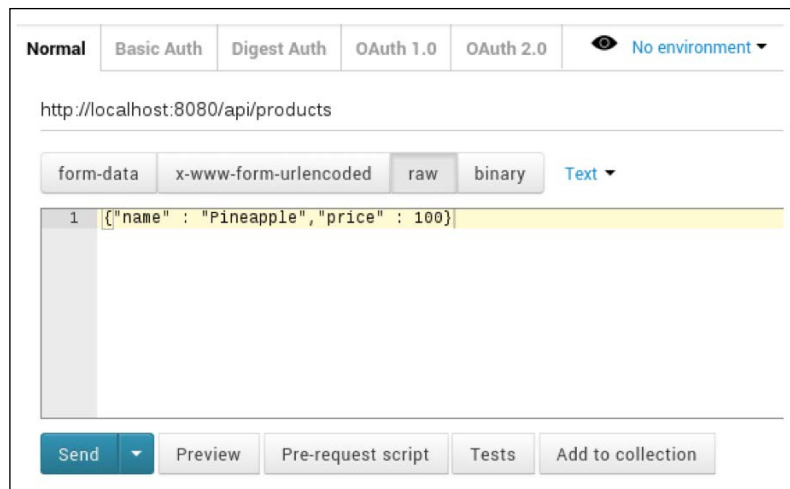 Normal Basic Auth Digest Auth OAuth 1.0 OAuth 2.0 No environment
http://localhost:8080/api/products
form-data x-www-form-urlencoded raw binary Text
1 {"name" : "Pineapple","price" : 100}
Send Preview Pre-request script Tests Add to collection